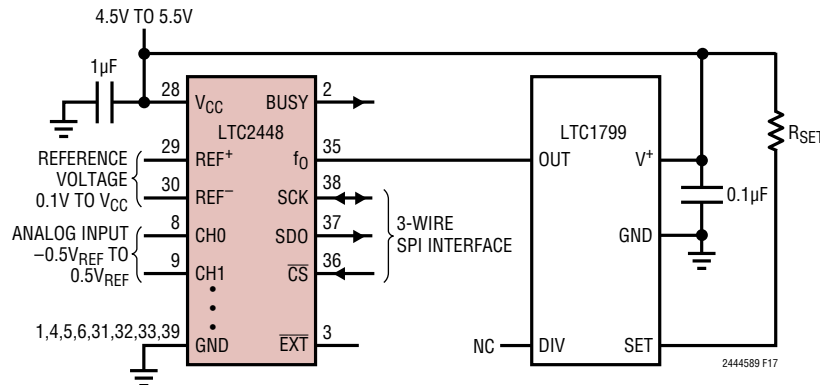 4.5V TO 5.5V
1µF
28
VCC
BUSY
2
LTC2448
LTC1799
RSET
REFERENCE
VOLTAGE
0.1V TO VCC
29
REF+
fO
35
OUT
V+
30
REF−
SCK
38
0.1µF
ANALOG INPUT
−0.5VREF TO
0.5VREF
8
CH0
SDO
37
3-WIRE
SPI INTERFACE
GND
9
CH1
CS
36
1,4,5,6,31,32,33,39
GND
EXT
3
NC
DIV
SET
2444589 F17